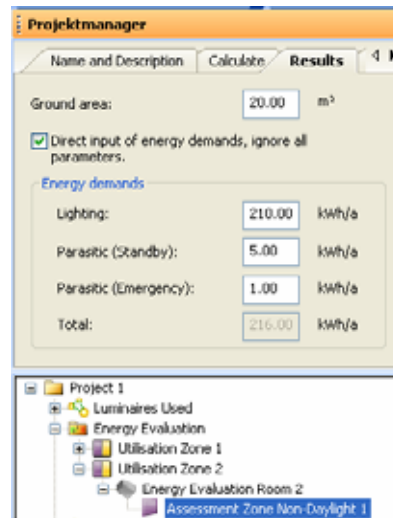 Projektmanager
Name and Description Calculate Results
Ground area: 20.00 m²
Direct input of energy demands, ignore all
parameters.
Energy demands
Lighting: 210.00 kWh/a
Parasitic (Standby): 5.00 kWh/a
Parasitic (Emergency): 1.00 kWh/a
Total: 216.00 kWh/a
Project 1
Luminaires Used
Energy Evaluation
Utilisation Zone 1
Utilisation Zone 2
Energy Evaluation Room 2
Assessment Zone Non-Daylight 1